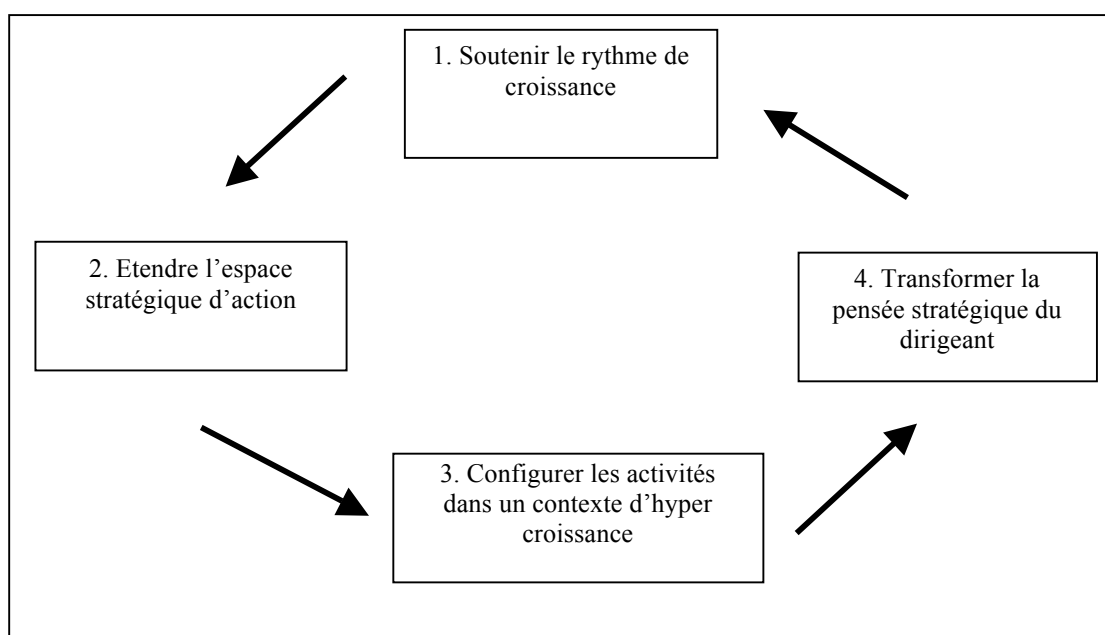 1. Soutenir le rythme de
croissance
2. Etendre l’espace
stratégique d’action
3. Configurer les activités
dans un contexte d’hyper
croissance
4. Transformer la
pensée stratégique du
dirigeant